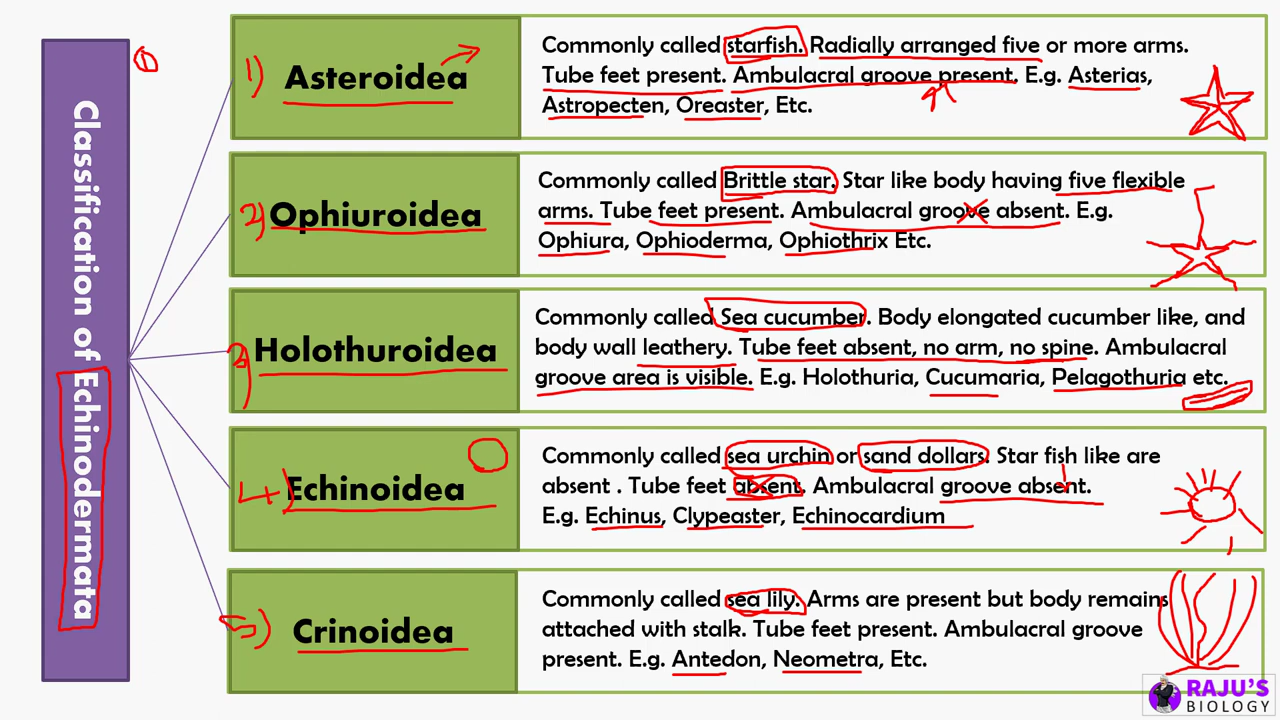 Classification of Echinodermata
1
1)
Asteroidea
Commonly called starfish. Radially arranged five or more arms.
Tube feet present. Ambulacral groove present. E.g. Asterias,
Astropecten, Oreaster, Etc.
2)
Ophiuroidea
Commonly called Brittle star. Star like body having five flexible
arms. Tube feet present. Ambulacral groove absent. E.g.
Ophiura, Ophioderma, Ophiothrix Etc.
3)
Holothuroidea
Commonly called Sea cucumber. Body elongated cucumber like, and
body wall leathery. Tube feet absent, no arm, no spine. Ambulacral
groove area is visible. E.g. Holothuria, Cucumaria, Pelagothuria etc.
4)
Echinoidea
Commonly called sea urchin or sand dollars. Star fish like are
absent . Tube feet absent. Ambulacral groove absent.
E.g. Echinus, Clypeaster, Echinocardium
5)
Crinoidea
Commonly called sea lily. Arms are present but body remains
attached with stalk. Tube feet present. Ambulacral groove
present. E.g. Antedon, Neometra, Etc.
RAJU'S
BIOLOGY